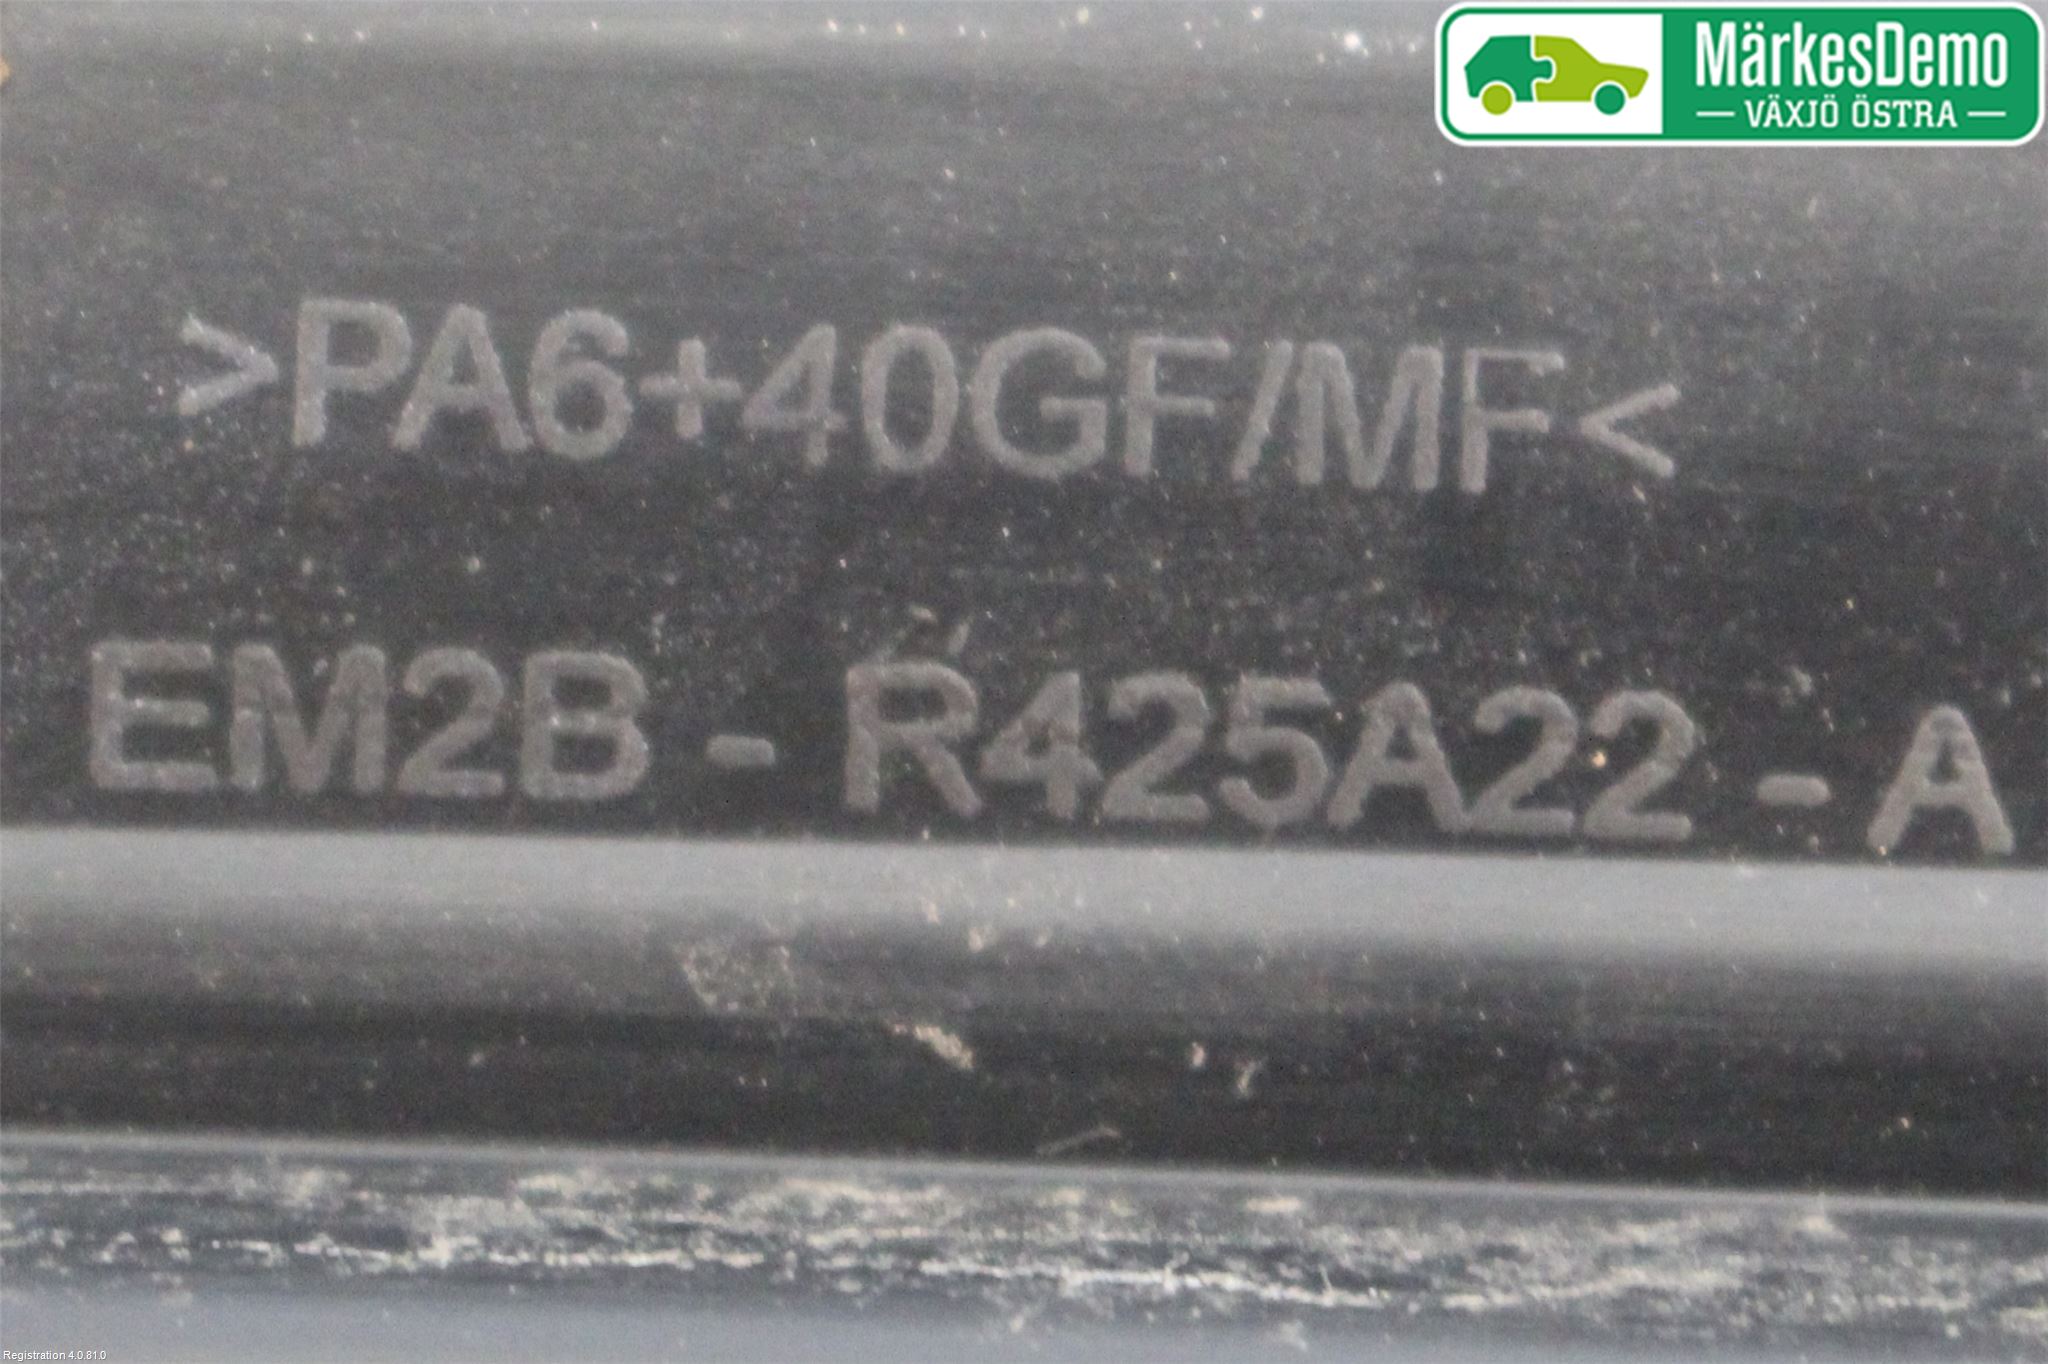 MärkesDemo
VÄXJÖ ÖSTRA
>PA6+40GF/MF<
EM2B - R425A22 - A
Registration 4.0.81.0